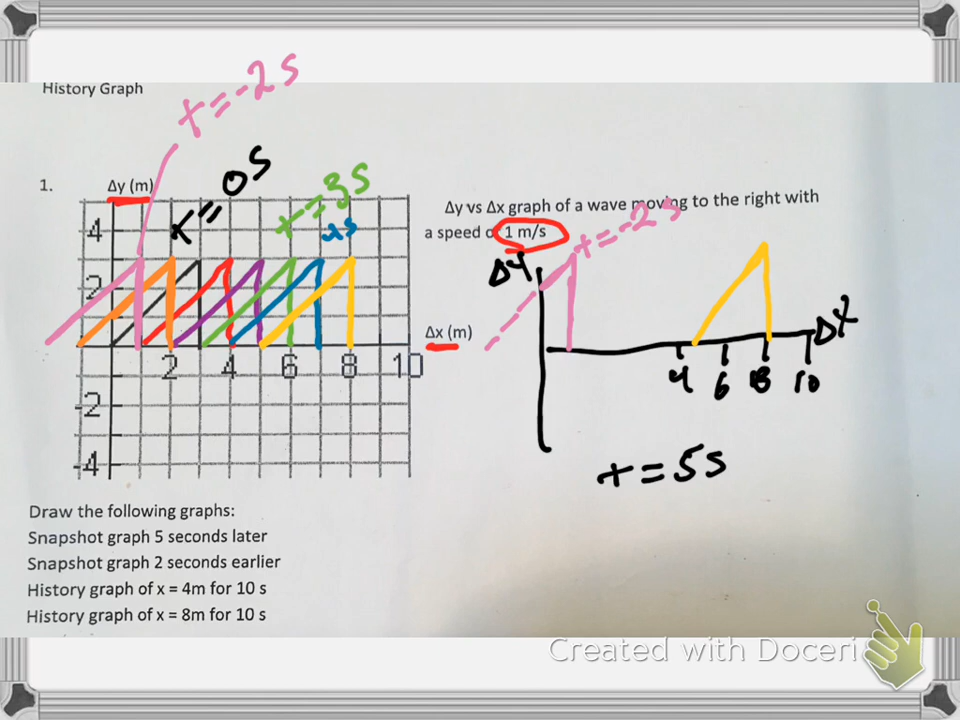 t=-2s
History Graph
t=0s
1. Δy (m)
t=3s
4s
Δy vs Δx graph of a wave moving to the right with
a speed of 1 m/s
t=-2s
Δy
4
2
Δx (m)
Δx
2 4 6 8 10
4 6 8 10
-2
-4
t=5s
Draw the following graphs:
Snapshot graph 5 seconds later
Snapshot graph 2 seconds earlier
History graph of x = 4m for 10 s
History graph of x = 8m for 10 s
Created with Doceri